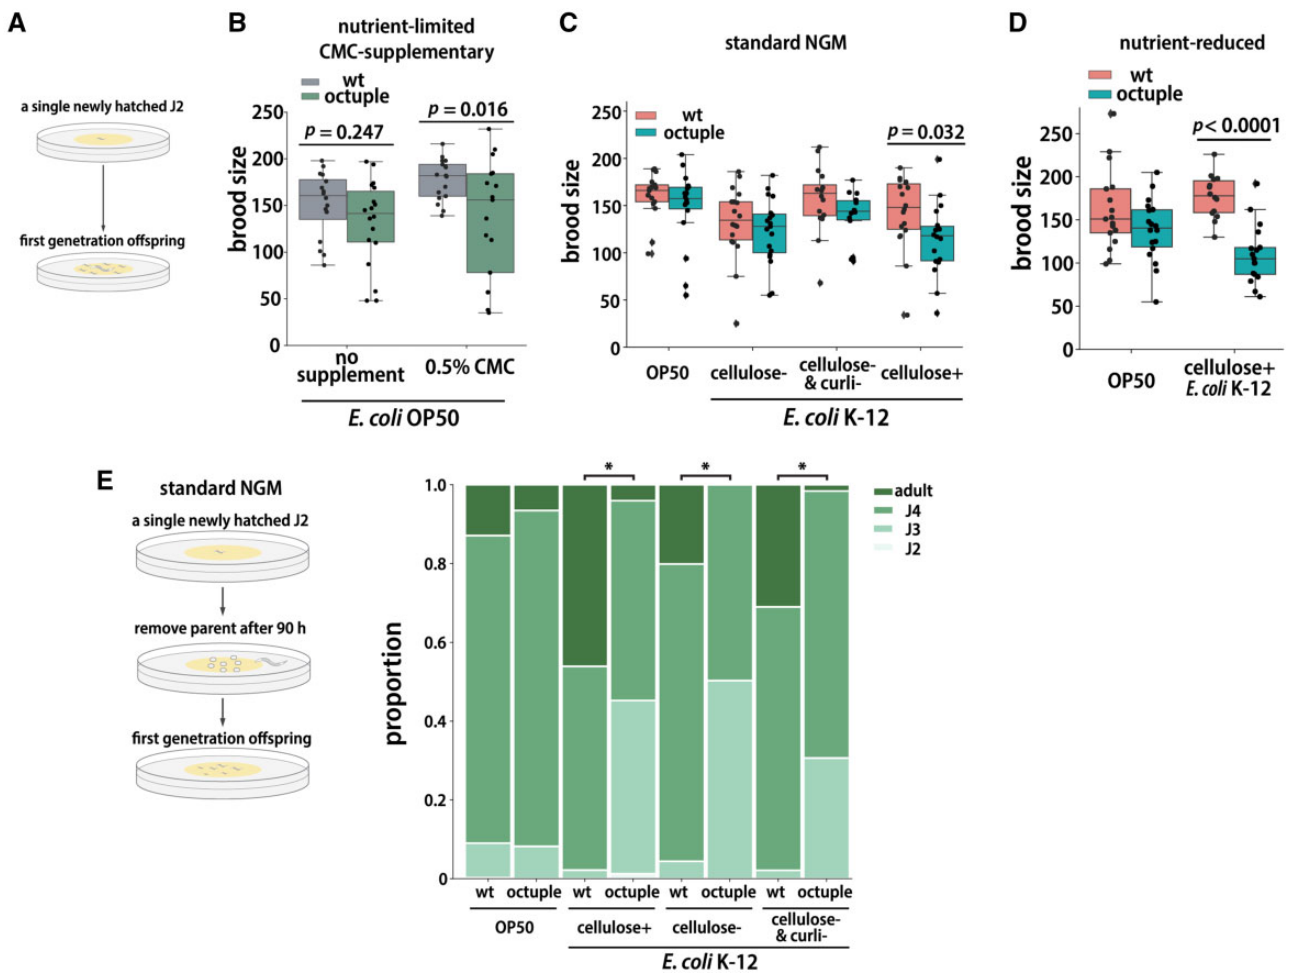 A
a single newly hatched J2
first genetration offspring
B
nutrient-limited
CMC-supplementary
wt
octuple
p = 0.247
p = 0.016
brood size
250
200
150
100
50
0
no
supplement
0.5% CMC
E. coli OP50
C
standard NGM
wt
octuple
p = 0.032
brood size
250
200
150
100
50
0
OP50
cellulose-
cellulose-
& curli-
cellulose+
E. coli K-12
D
nutrient-reduced
wt
octuple
p< 0.0001
brood size
250
200
150
100
50
0
OP50
cellulose+
E. coli K-12
E
standard NGM
a single newly hatched J2
remove parent after 90 h
first genetration offspring
proportion
1.0
0.8
0.6
0.4
0.2
0
*
*
*
adult
J4
J3
J2
wt octuple wt octuple wt octuple wt octuple
OP50
cellulose+
cellulose-
cellulose-
& curli-
E. coli K-12